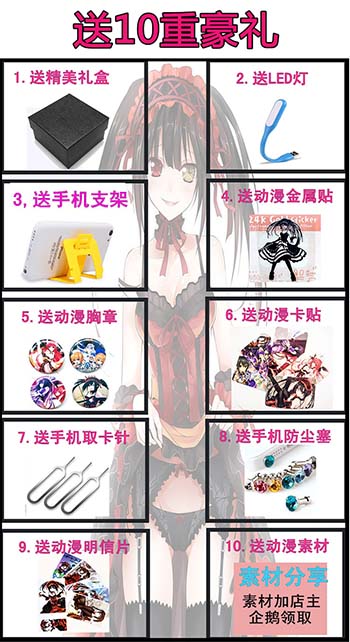 送10重豪礼
1. 送精美礼盒
2. 送LED灯
3, 送手机支架
4. 送动漫金属贴
24k Gold sticker
5. 送动漫胸章
6. 送动漫卡贴
7. 送手机取卡针
8. 送手机防尘塞
9. 送动漫明信片
10. 送动漫素材
素材分享
素材加店主
企鹅领取